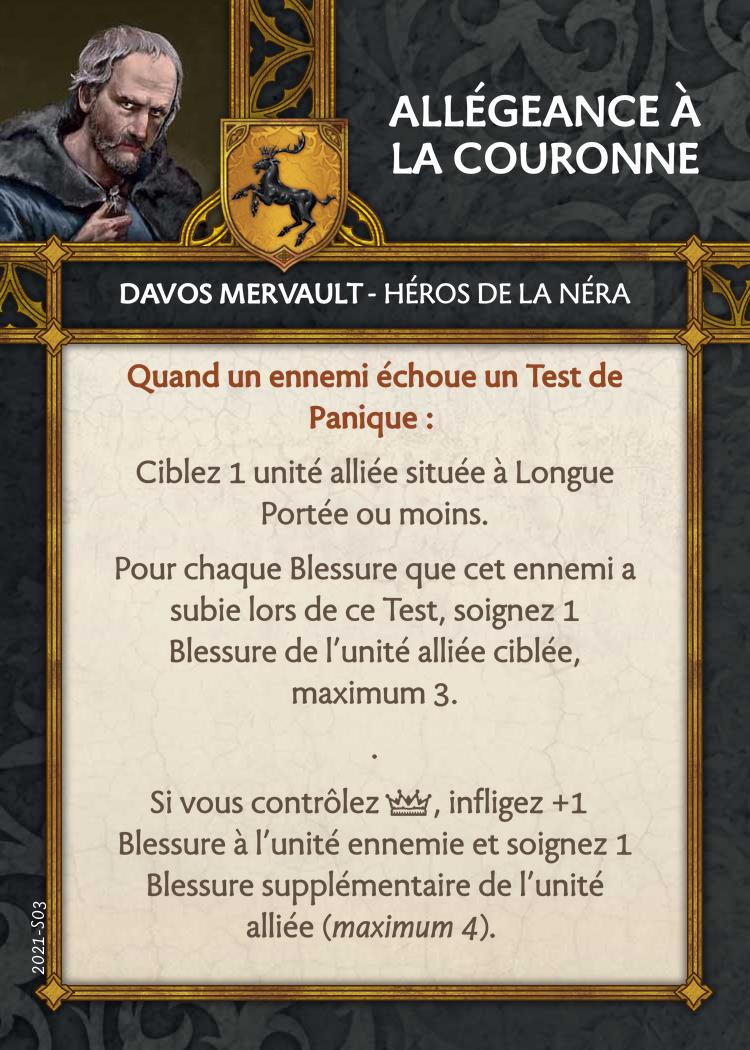 ALLÉGEANCE À
LA COURONNE
DAVOS MERVAULT - HÉROS DE LA NÉRA
Quand un ennemi échoue un Test de
Panique :
Ciblez 1 unité alliée située à Longue
Portée ou moins.
Pour chaque Blessure que cet ennemi a
subie lors de ce Test, soignez 1
Blessure de l'unité alliée ciblée,
maximum 3.
.
Si vous contrôlez , infligez +1
Blessure à l'unité ennemie et soignez 1
Blessure supplémentaire de l'unité
alliée (maximum 4).
2021-S03